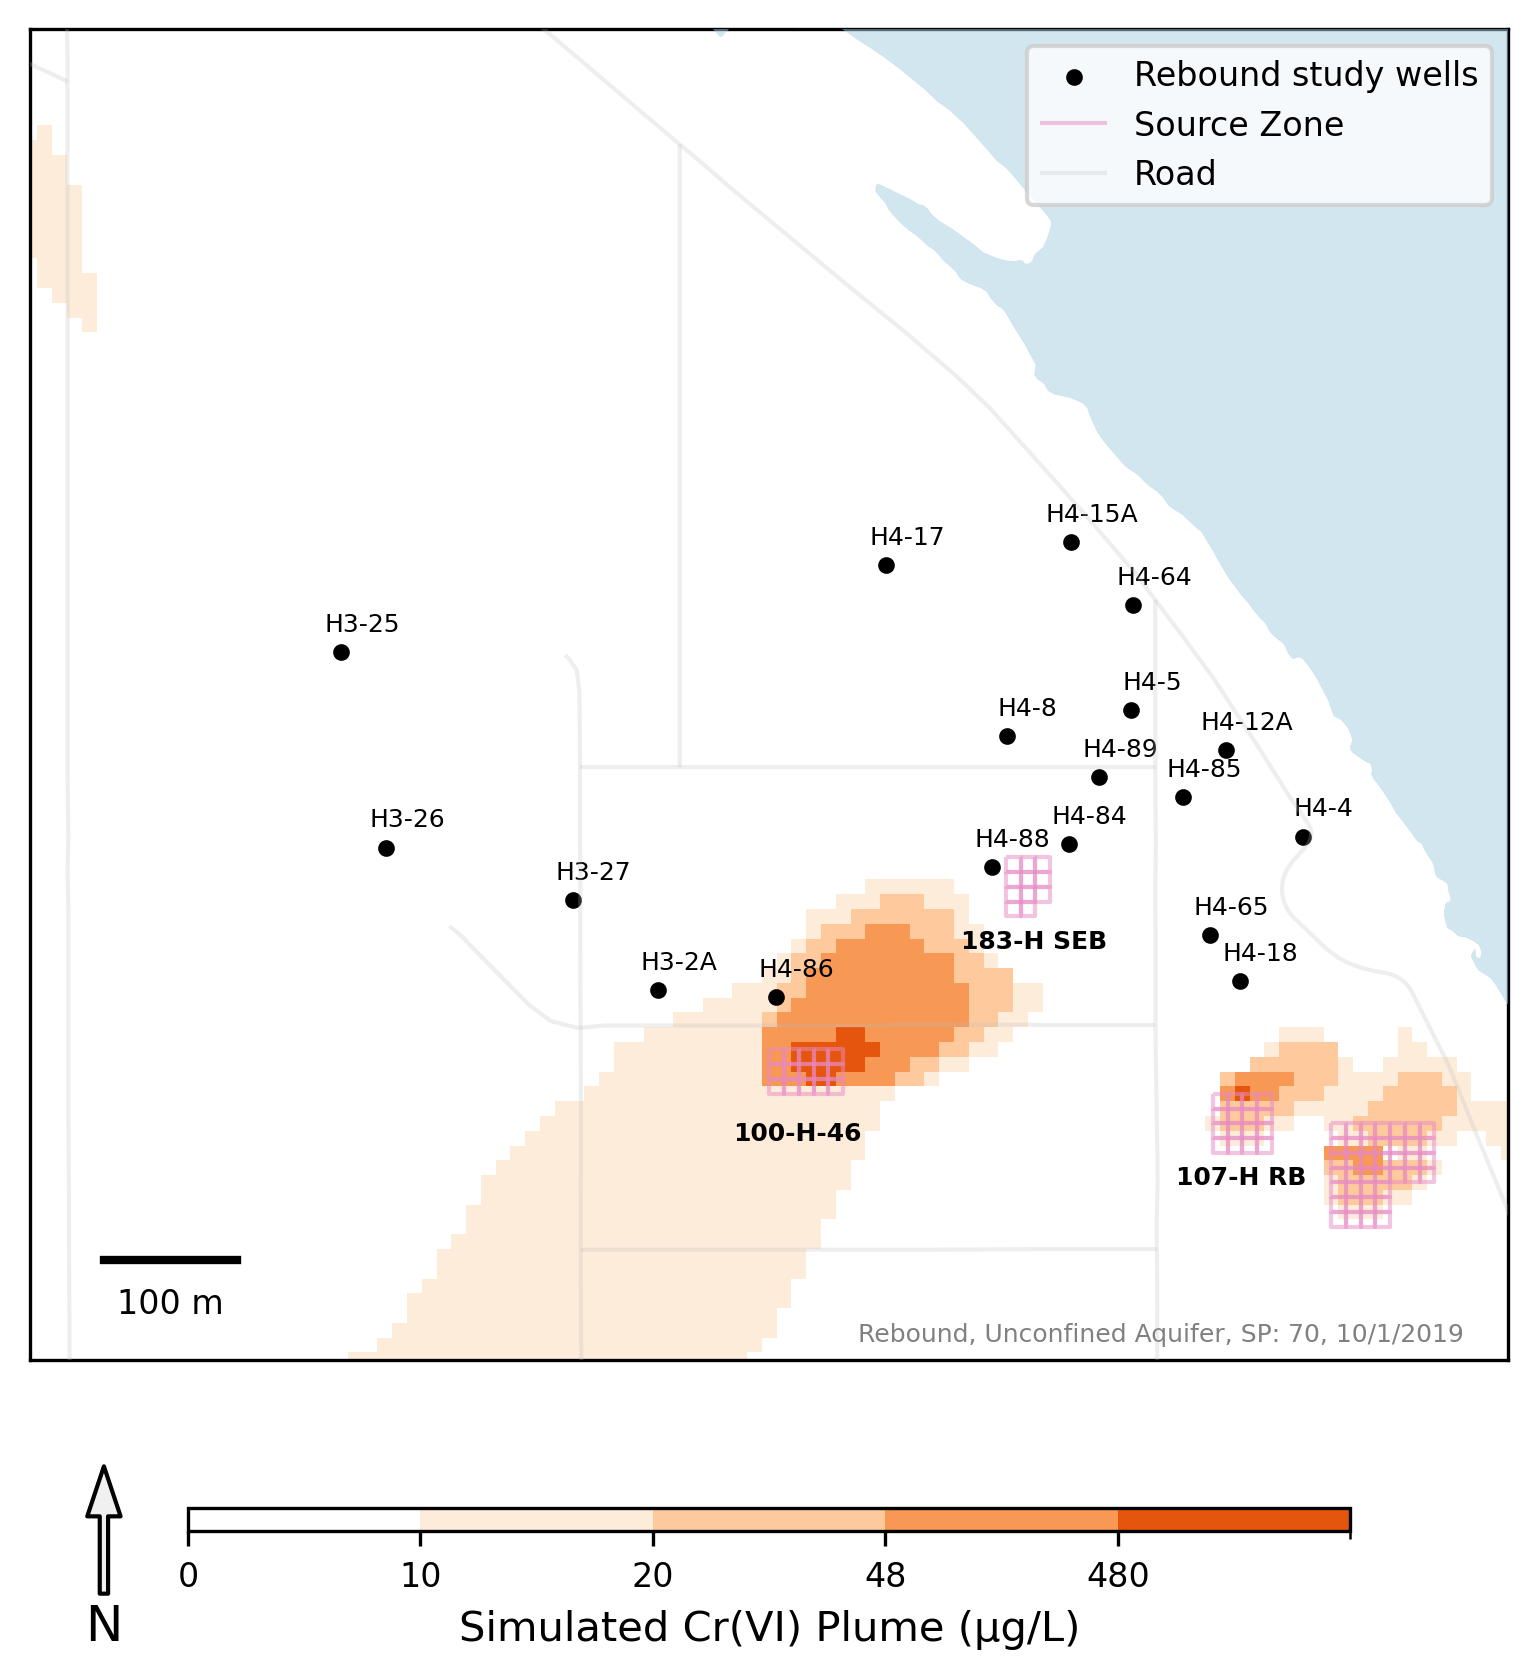 Rebound study wells
Source Zone
Road
H4-15A
H4-17
H4-64
H3-25
H4-5
H4-8
H4-12A
H4-89
H4-85
H4-4
H4-84
H3-26
H4-88
H3-27
H4-65
183-H SEB
H4-18
H3-2A
H4-86
100-H-46
107-H RB
100 m
Rebound, Unconfined Aquifer, SP: 70, 10/1/2019
0 10 20 48 480
N
Simulated Cr(VI) Plume (µg/L)